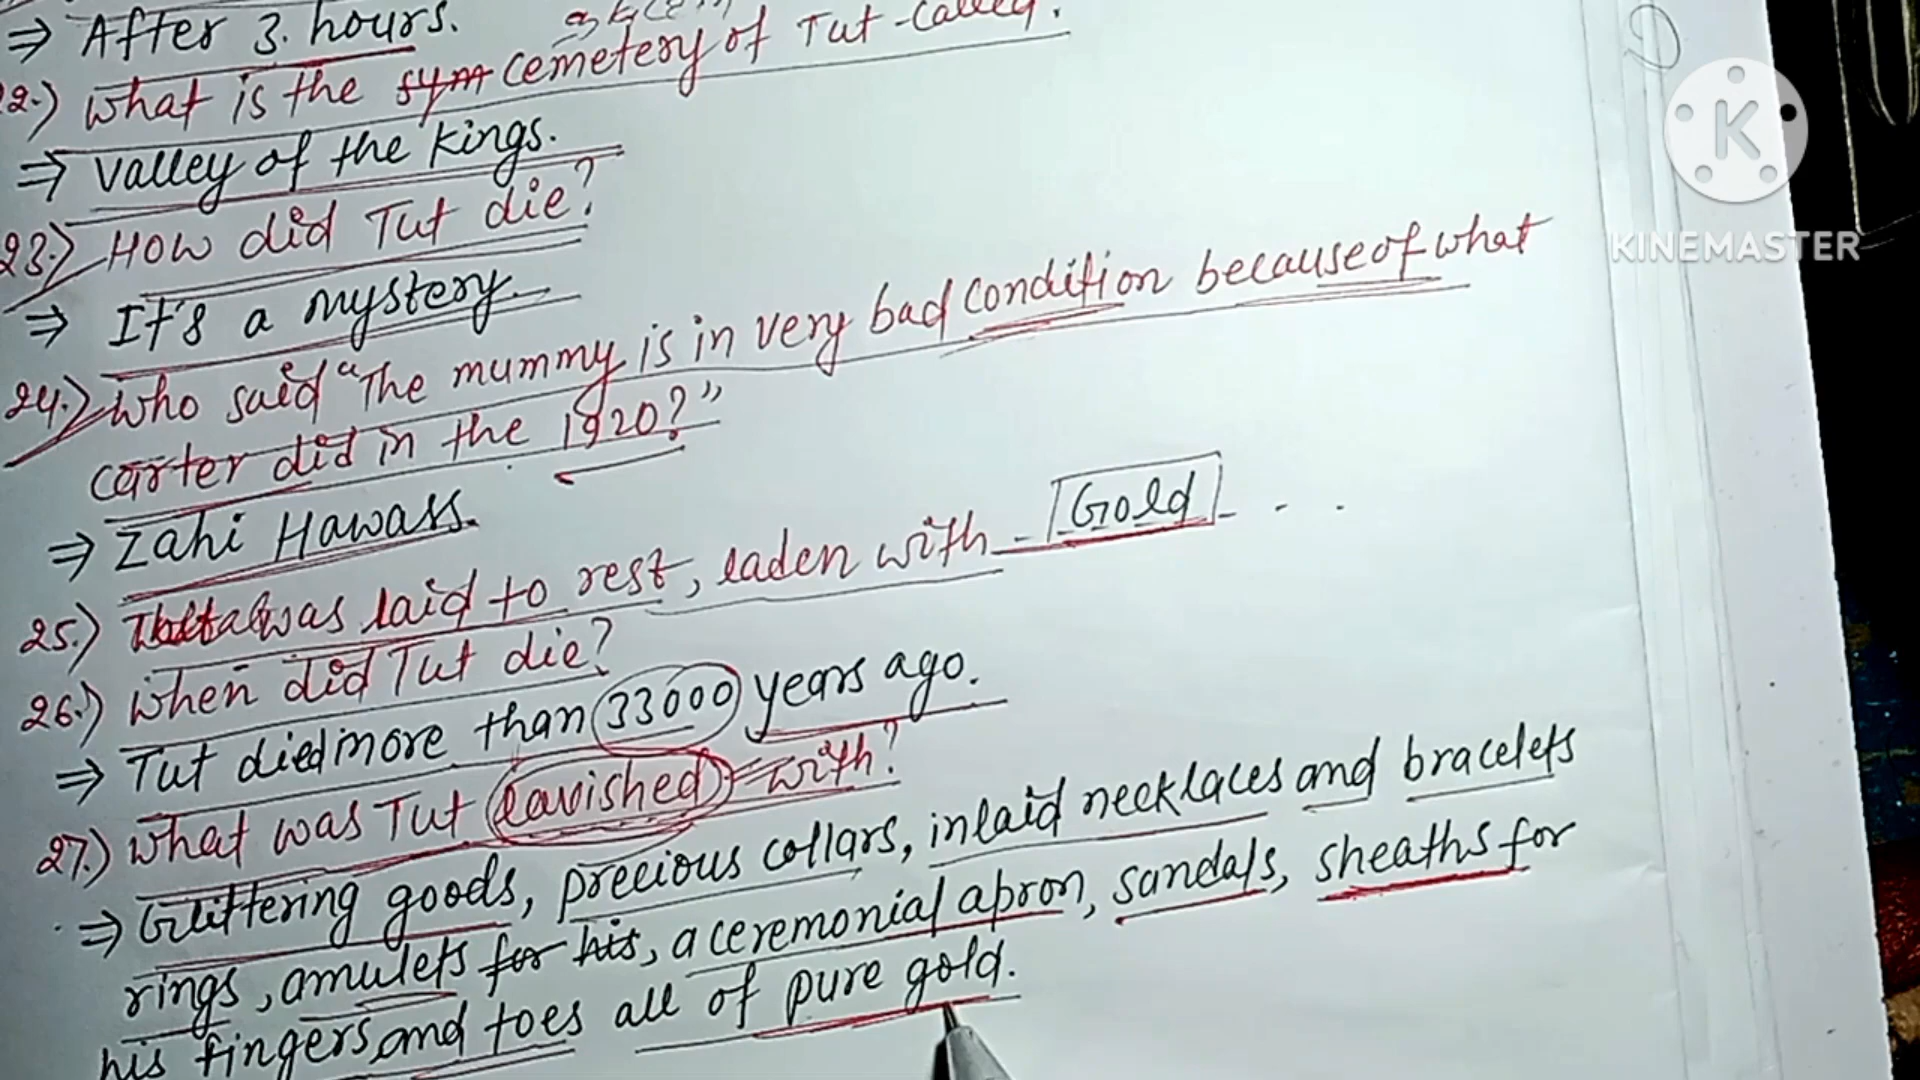 ⇒ After 3. hours.
22.) What is the sym cemetery of Tut-called.
⇒ Valley of the Kings.
23.) How did Tut die?
⇒ It's a mystery.
24.) Who said "The mummy is in very bad condition because of what
carter did in the 1920?"
⇒ Zahi Hawass.
25.) was laid to rest, laden with Gold
26.) When did Tut die?
⇒ Tut died more than 33000 years ago.
27.) What was Tut lavished with?
⇒ Glittering goods, precious collars, inlaid necklaces and bracelets
rings, amulets for his, a ceremonial apron, sandals, sheaths for
his fingers and toes all of pure gold.
K
KINEMASTER